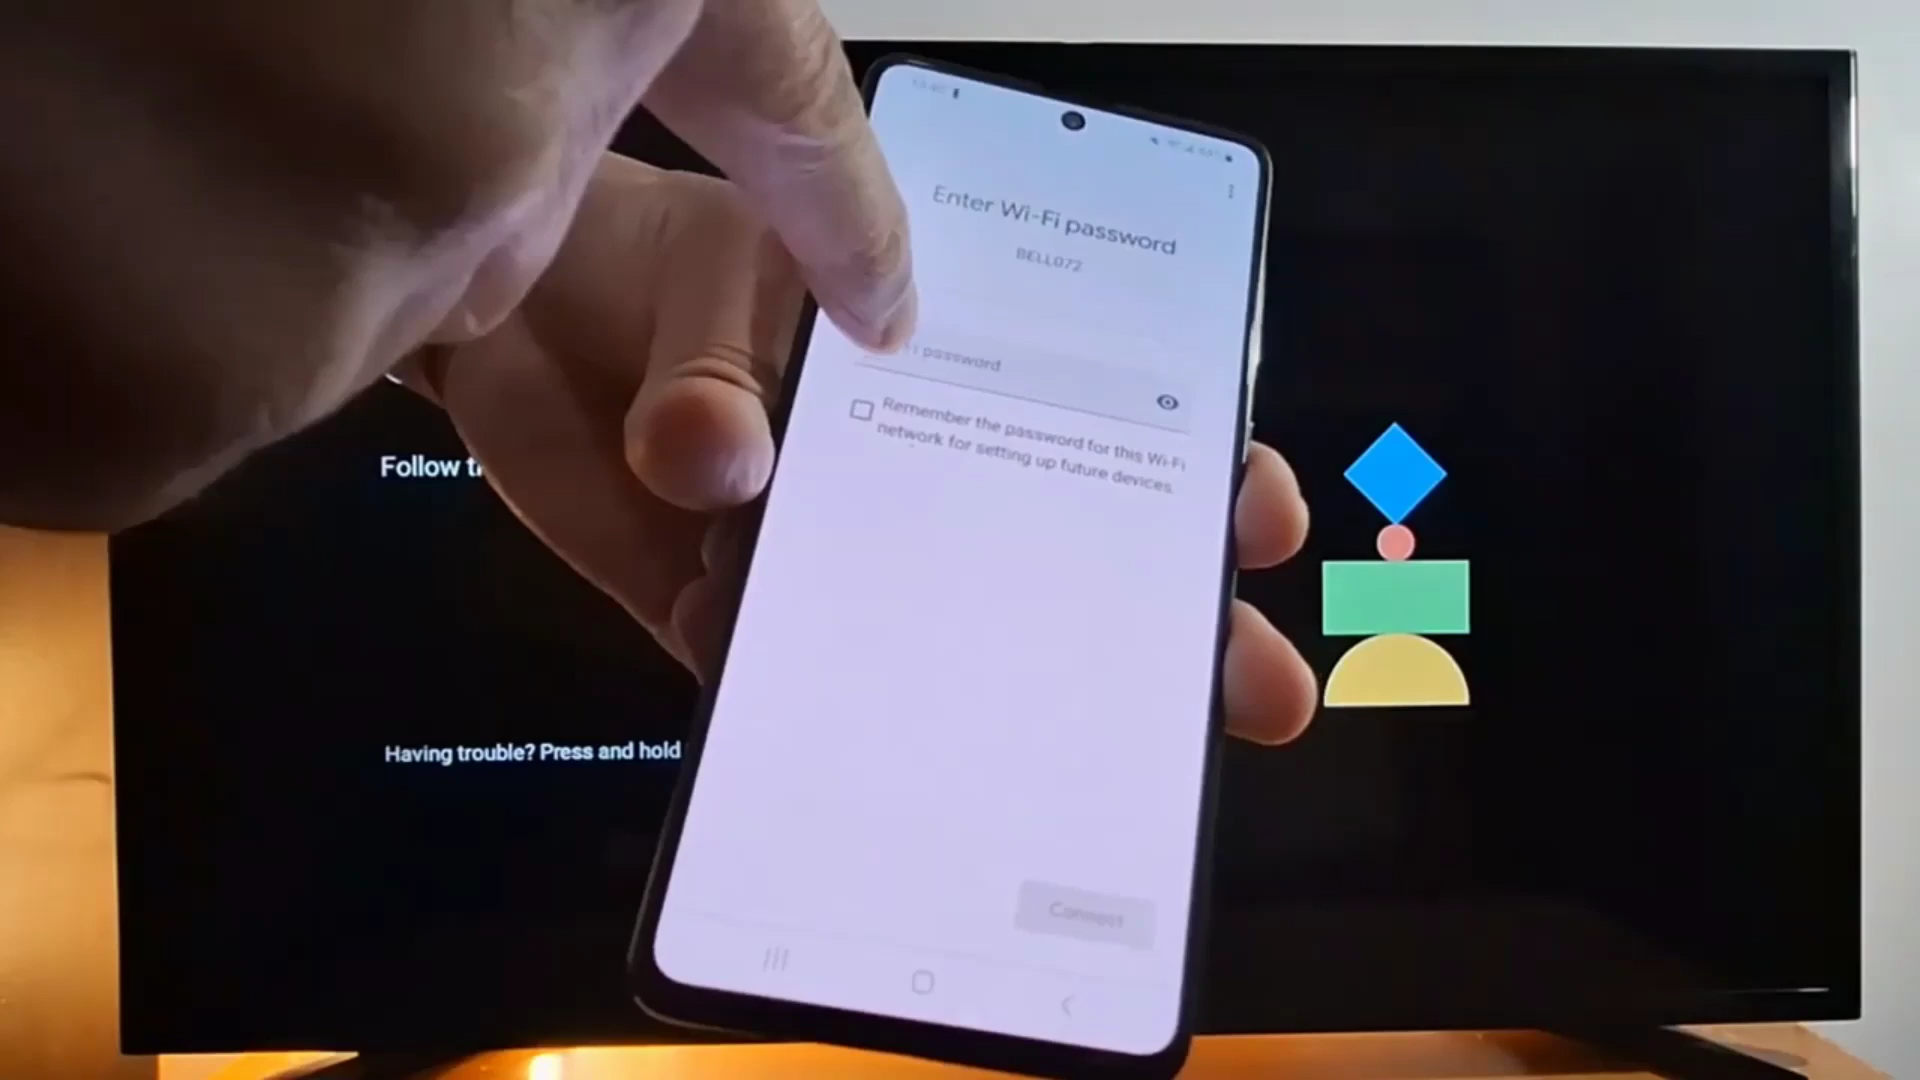 Enter Wi-Fi password
BELL072
password
Remember the password for this Wi-Fi
network for setting up future devices.
Follow
Connect
Having trouble? Press and hold